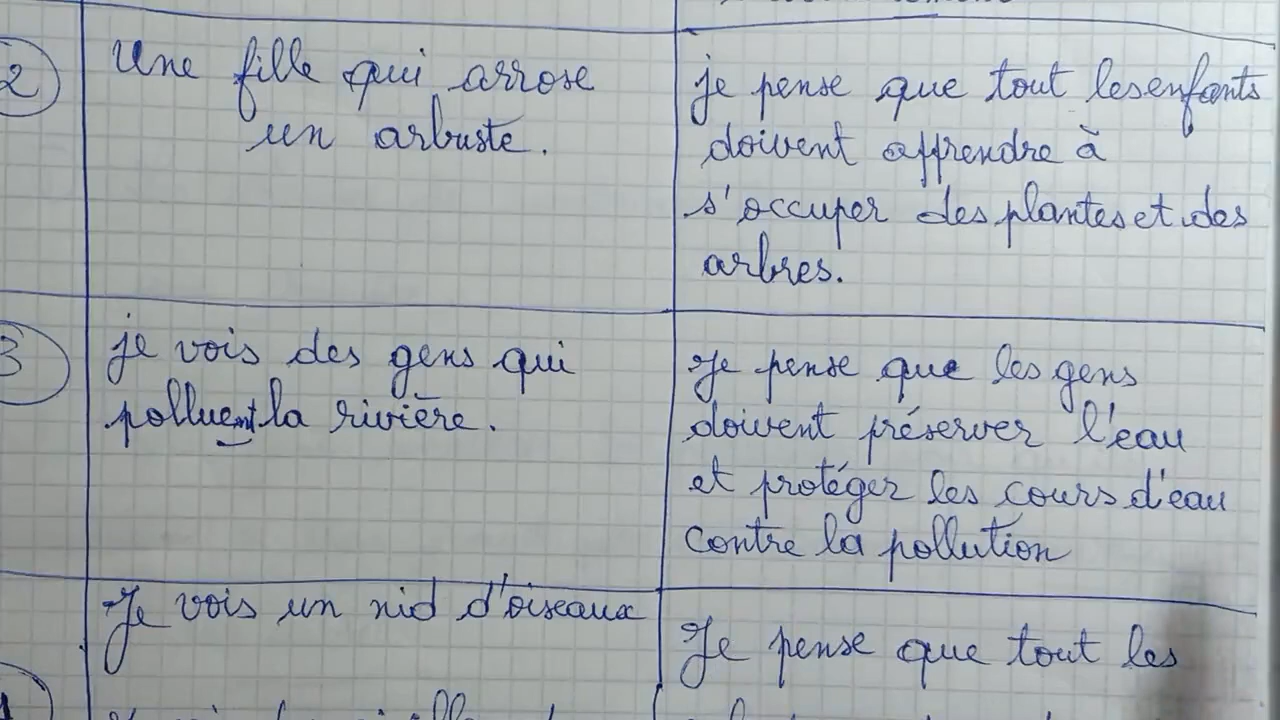 2
Une fille qui arrose
un arbuste.
je pense que tout les enfants
doivent apprendre à
s'occuper des plantes et des
arbres.
3
je vois des gens qui
polluent la rivière.
Je pense que les gens
doivent préserver l'eau
et protéger les cours d'eau
contre la pollution
Je vois un nid d'oiseaux
Je pense que tout les